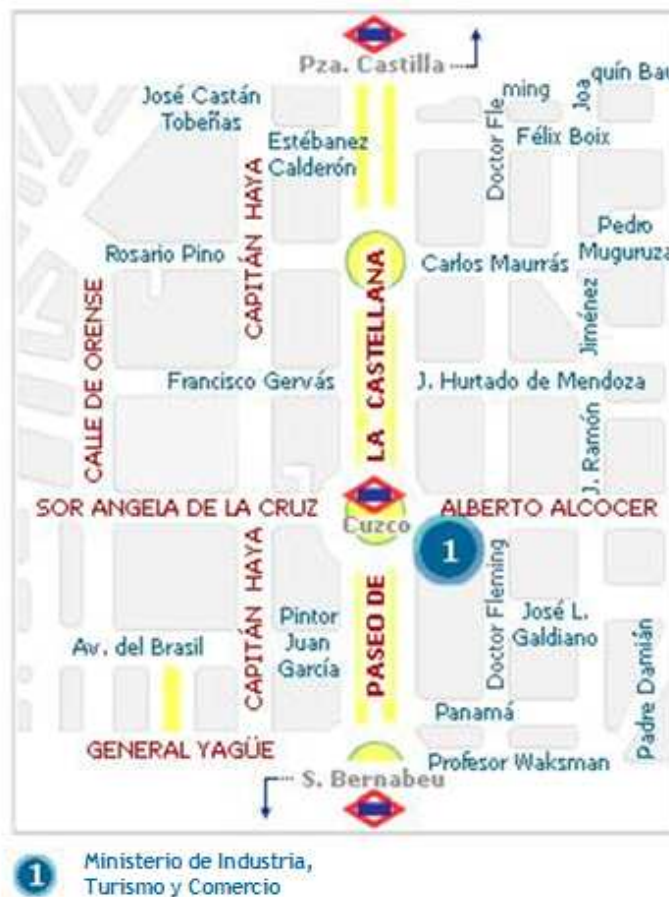 Pza. Castilla
José Castán
Tobeñas
Estébanez
Calderón
Doctor Fleming
Joaquín Bau
Félix Boix
CAPITÁN HAYA
Rosario Pino
Carlos Maurrás
Pedro
Muguruza
CALLE DE ORENSE
PASEO DE LA CASTELLANA
J. Ramón Jiménez
Francisco Gervás
J. Hurtado de Mendoza
SOR ANGELA DE LA CRUZ
Cuzco
ALBERTO ALCOCER
1
CAPITÁN HAYA
Doctor Fleming
Pintor
Juan
García
José L.
Galdiano
Av. del Brasil
Padre Damián
Panamá
GENERAL YAGÜE
Profesor Waksman
S. Bernabeu
1
Ministerio de Industria,
Turismo y Comercio